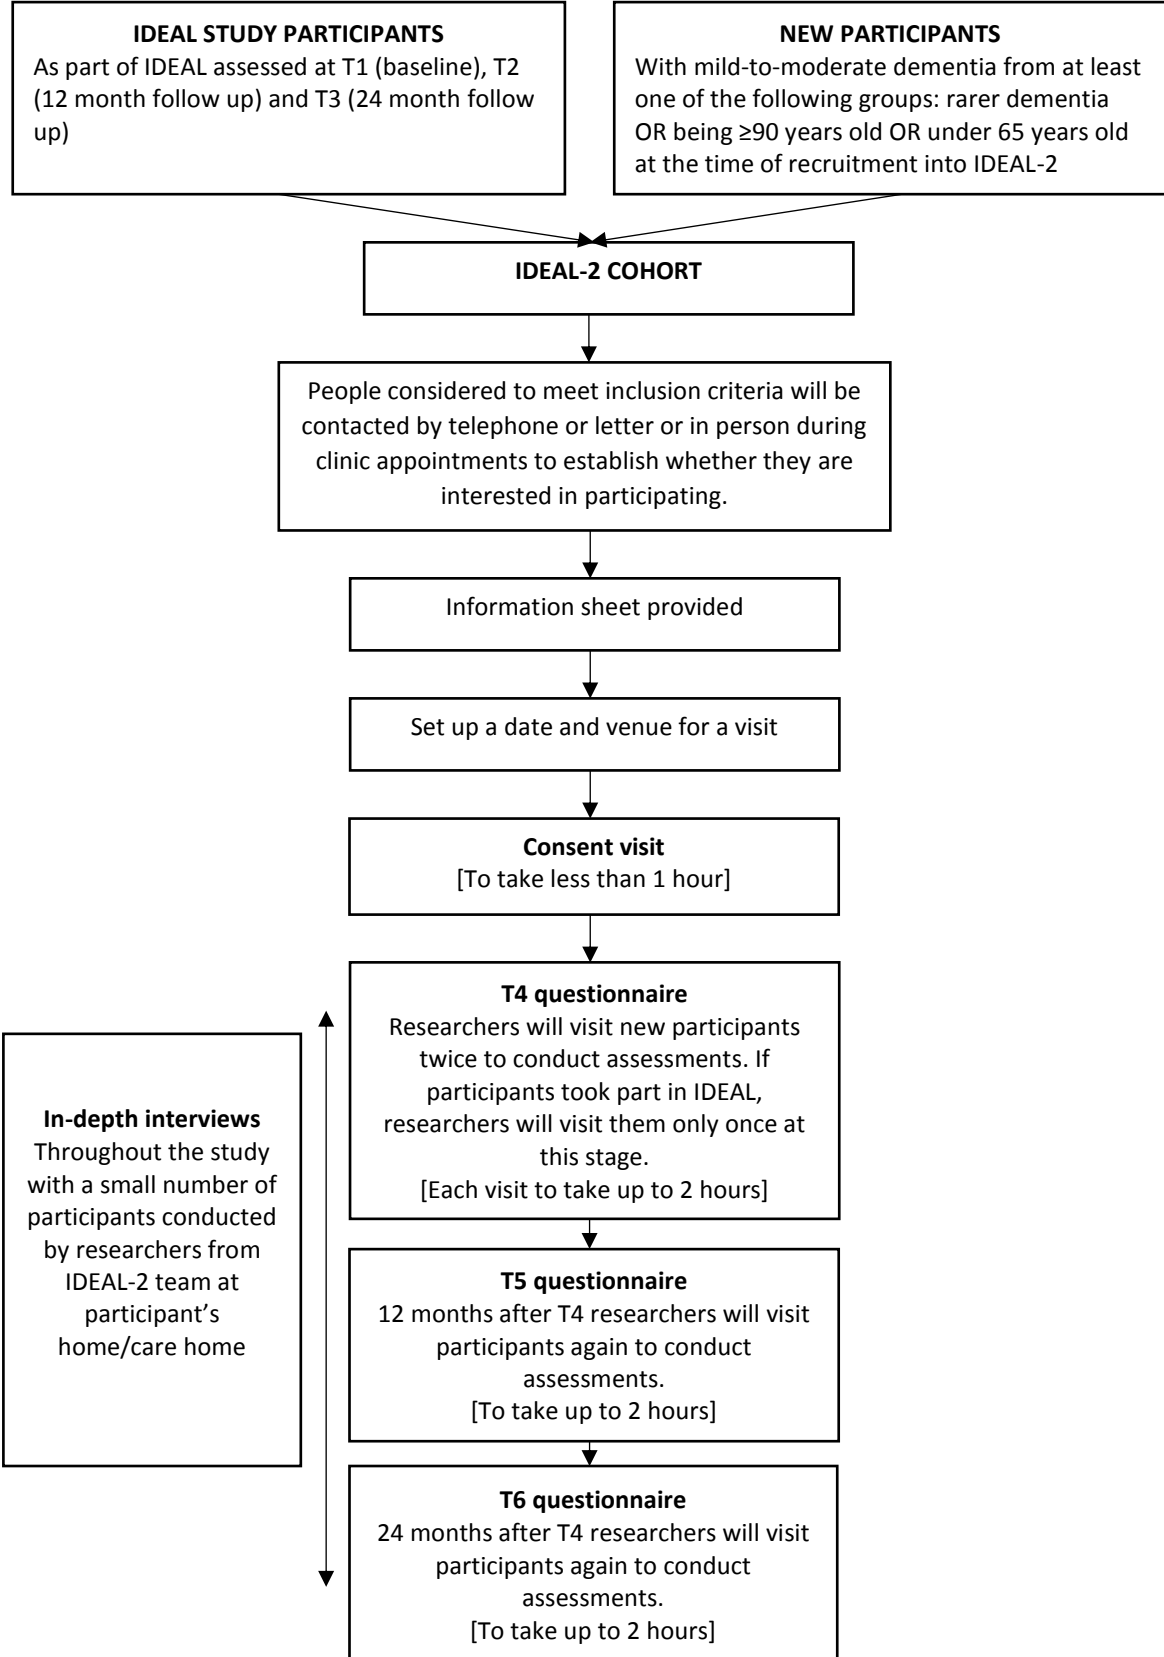 IDEAL STUDY PARTICIPANTS
As part of IDEAL assessed at T1 (baseline), T2
(12 month follow up) and T3 (24 month follow
up)
NEW PARTICIPANTS
With mild-to-moderate dementia from at least
one of the following groups: rarer dementia
OR being ≥90 years old OR under 65 years old
at the time of recruitment into IDEAL-2
IDEAL-2 COHORT
People considered to meet inclusion criteria will be
contacted by telephone or letter or in person during
clinic appointments to establish whether they are
interested in participating.
Information sheet provided
Set up a date and venue for a visit
Consent visit
[To take less than 1 hour]
T4 questionnaire
Researchers will visit new participants
twice to conduct assessments. If
participants took part in IDEAL,
researchers will visit them only once at
this stage.
[Each visit to take up to 2 hours]
In-depth interviews
Throughout the study
with a small number of
participants conducted
by researchers from
IDEAL-2 team at
participant’s
home/care home
T5 questionnaire
12 months after T4 researchers will visit
participants again to conduct
assessments.
[To take up to 2 hours]
T6 questionnaire
24 months after T4 researchers will visit
participants again to conduct
assessments.
[To take up to 2 hours]